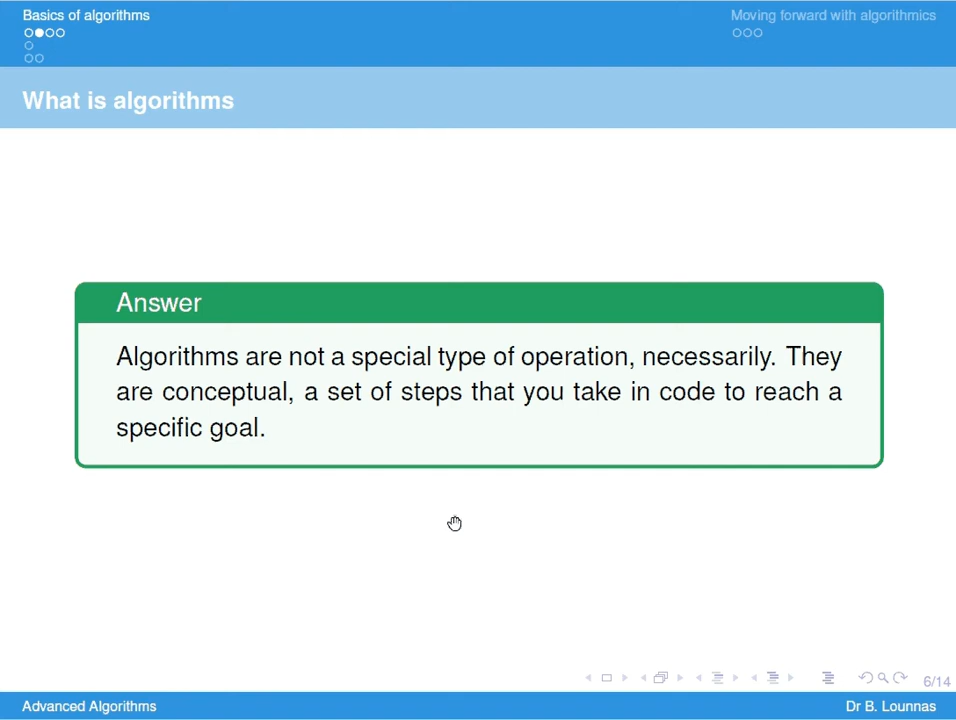 Basics of algorithms
Moving forward with algorithmics
What is algorithms
Answer
Algorithms are not a special type of operation, necessarily. They
are conceptual, a set of steps that you take in code to reach a
specific goal.
6/14
Advanced Algorithms
Dr B. Lounnas